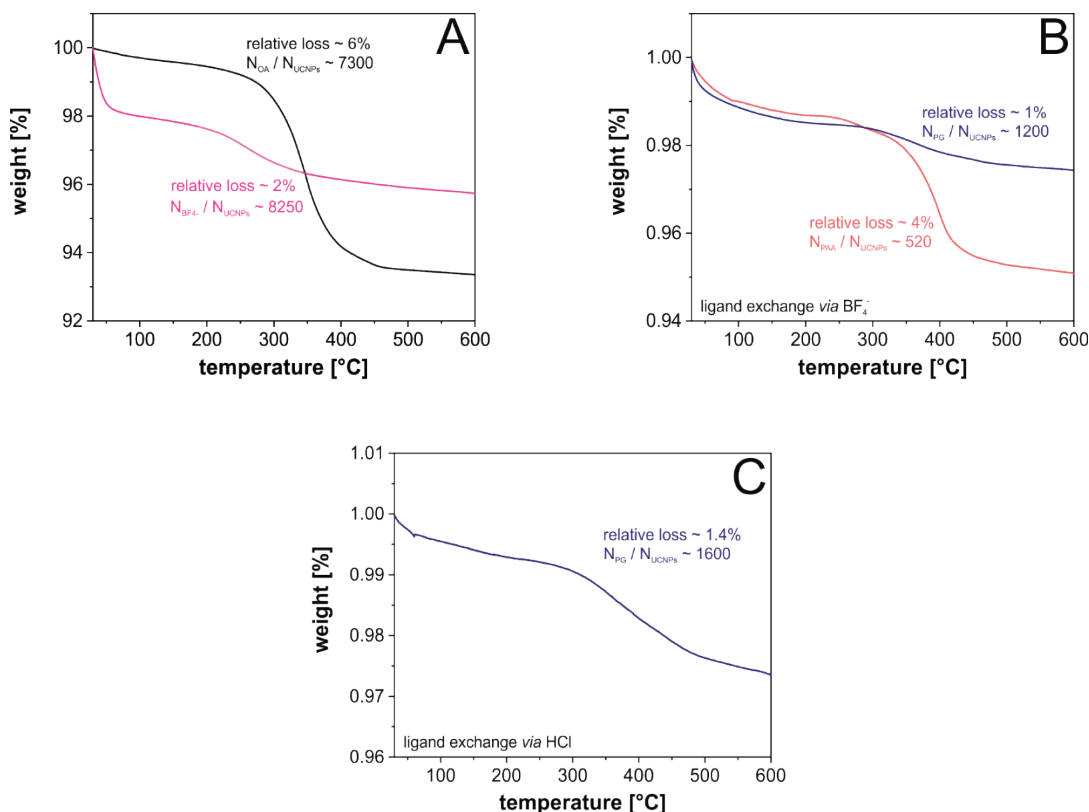 A
relative loss ~ 6%
N_OA / N_UCNPs ~ 7300
relative loss ~ 2%
N_BF4- / N_UCNPs ~ 8250
weight [%]
100
98
96
94
92
100 200 300 400 500 600
temperature [°C]
B
relative loss ~ 1%
N_PG / N_UCNPs ~ 1200
relative loss ~ 4%
N_PAA / N_UCNPs ~ 520
ligand exchange via BF₄⁻
weight [%]
1.00
0.98
0.96
0.94
100 200 300 400 500 600
temperature [°C]
C
relative loss ~ 1.4%
N_PG / N_UCNPs ~ 1600
ligand exchange via HCl
weight [%]
1.01
1.00
0.99
0.98
0.97
0.96
100 200 300 400 500 600
temperature [°C]